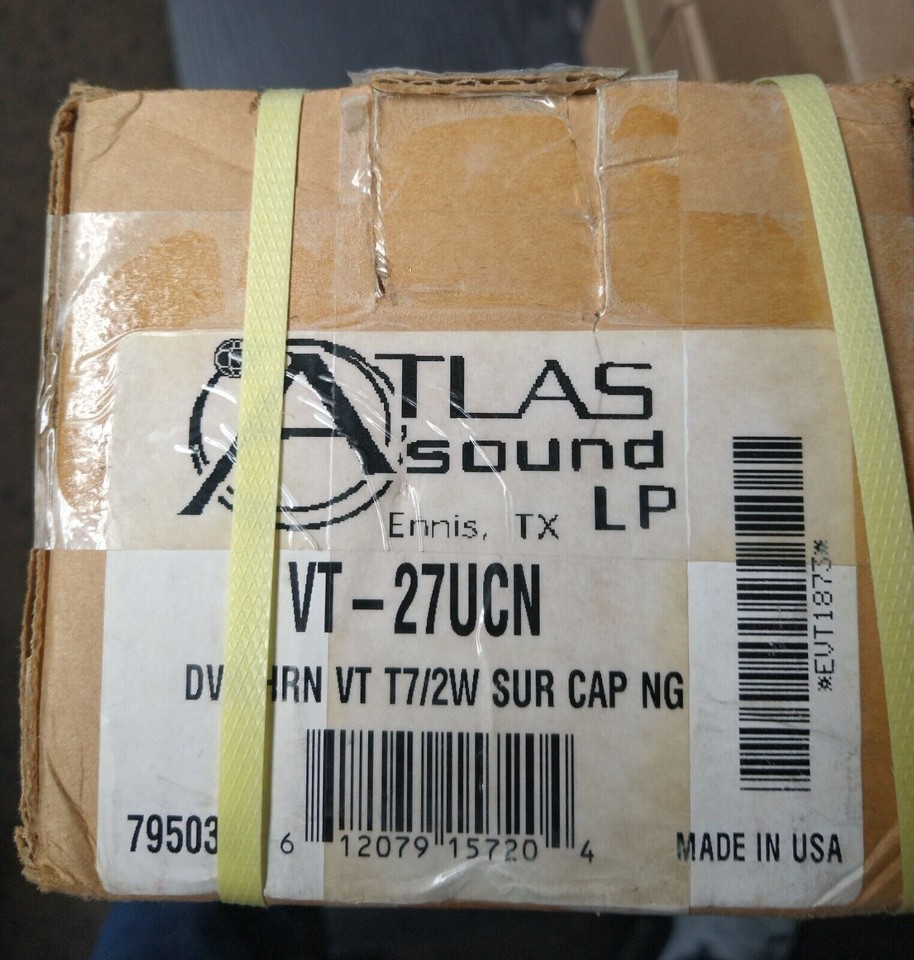 ATLAS
sound
LP
Ennis, TX
VT-27UCN
HRN VT T7/2W SUR CAP NG
*EVT1873*
79503
6 12079 15720 4
MADE IN USA